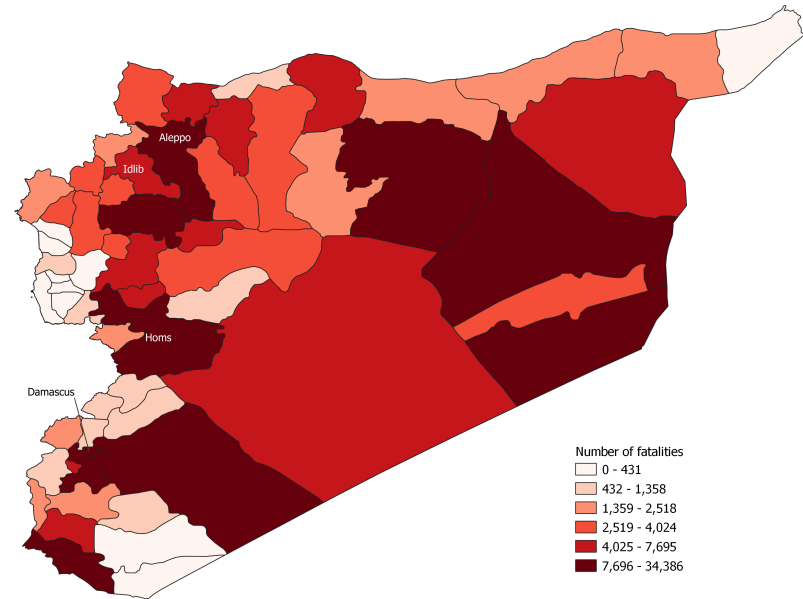 Aleppo
Idlib
Homs
Damascus
Number of fatalities
0 - 431
432 - 1,358
1,359 - 2,518
2,519 - 4,024
4,025 - 7,695
7,696 - 34,386